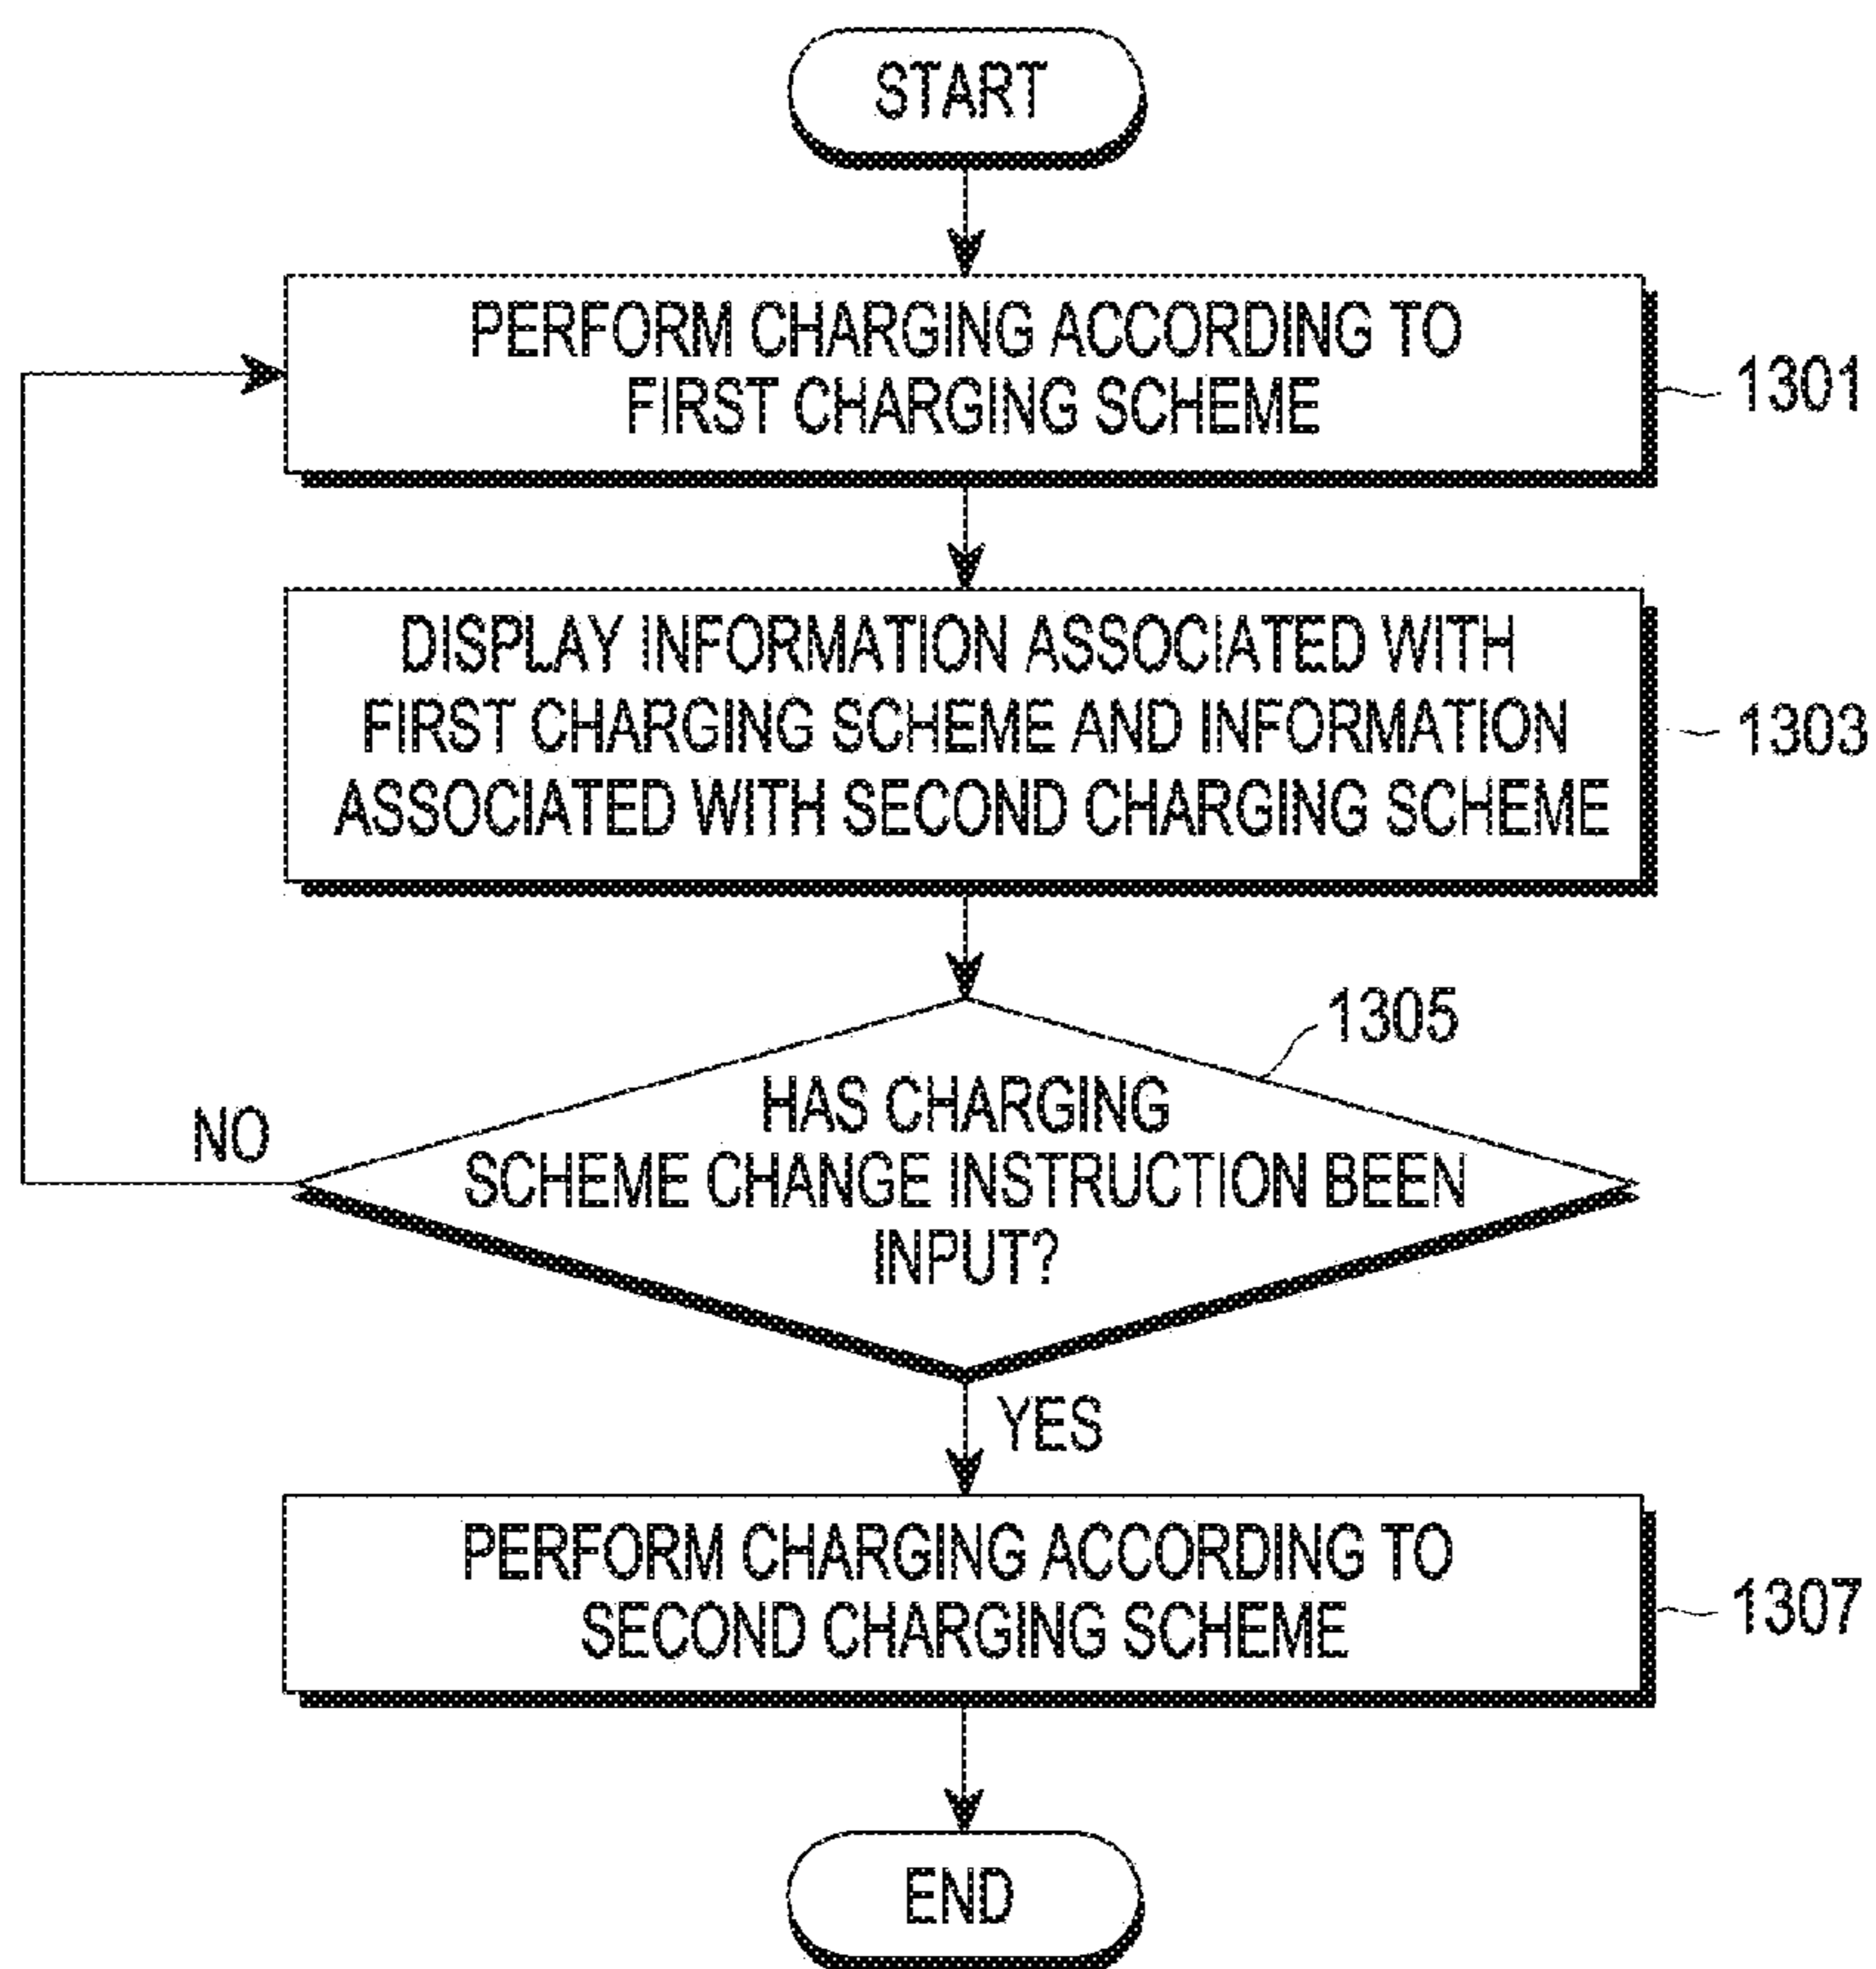 START
PERFORM CHARGING ACCORDING TO
FIRST CHARGING SCHEME
1301
DISPLAY INFORMATION ASSOCIATED WITH
FIRST CHARGING SCHEME AND INFORMATION
ASSOCIATED WITH SECOND CHARGING SCHEME
1303
1305
HAS CHARGING
SCHEME CHANGE INSTRUCTION BEEN
INPUT?
NO
YES
PERFORM CHARGING ACCORDING TO
SECOND CHARGING SCHEME
1307
END